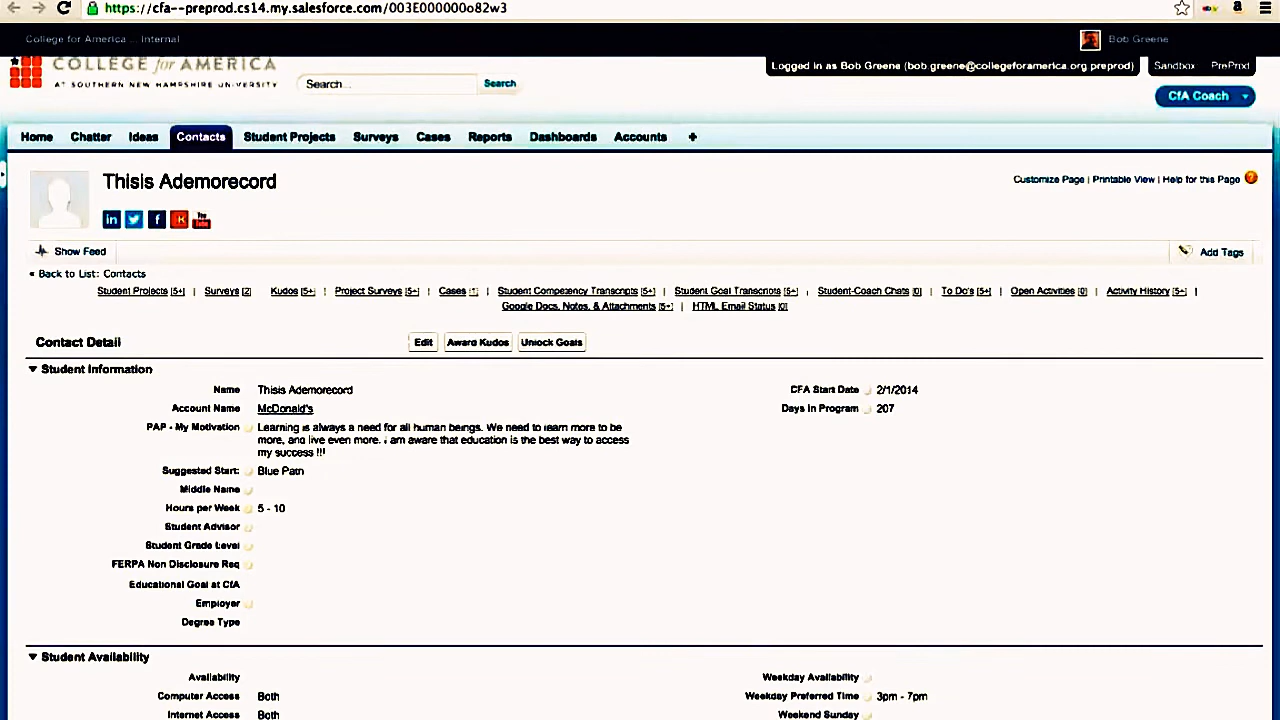 https://cfa--preprod.cs14.my.salesforce.com/003E000000o82w3
College for America ... Internal
Bob Greene
COLLEGE for AMERICA
AT SOUTHERN NEW HAMPSHIRE UNIVERSITY
Search...
Search
Logged in as Bob Greene (bob.greene@collegeforamerica.org.preprod)
Sandbox PreProd
CfA Coach
Home Chatter Ideas Contacts Student Projects Surveys Cases Reports Dashboards Accounts +
Thisis Ademorecord
Customize Page | Printable View | Help for this Page ?
in f K You Tube
Show Feed
Add Tags
« Back to List: Contacts
Student Projects [5+] | Surveys [2] Kudos [5+] | Project Surveys [5+] | Cases [1] | Student Competency Transcripts [5+] | Student Goal Transcripts [5+] | Student-Coach Chats [0] | To Do's [5+] | Open Activities [0] | Activity History [5+] |
Google Docs, Notes, & Attachments [5+] | HTML Email Status [0]
Contact Detail
Edit Award Kudos Unlock Goals
Student Information
Name Thisis Ademorecord
CFA Start Date 2/1/2014
Account Name McDonald's
Days In Program 207
PAP - My Motivation Learning is always a need for all human beings. We need to learn more to be
more, and live even more. i am aware that education is the best way to access
my success !!!
Suggested Start: Blue Path
Middle Name
Hours per Week 5 - 10
Student Advisor
Student Grade Level
FERPA Non Disclosure Req
Educational Goal at CfA
Employer
Degree Type
Student Availability
Availability
Weekday Availability
Computer Access Both
Weekday Preferred Time 3pm - 7pm
Internet Access Both
Weekend Sunday